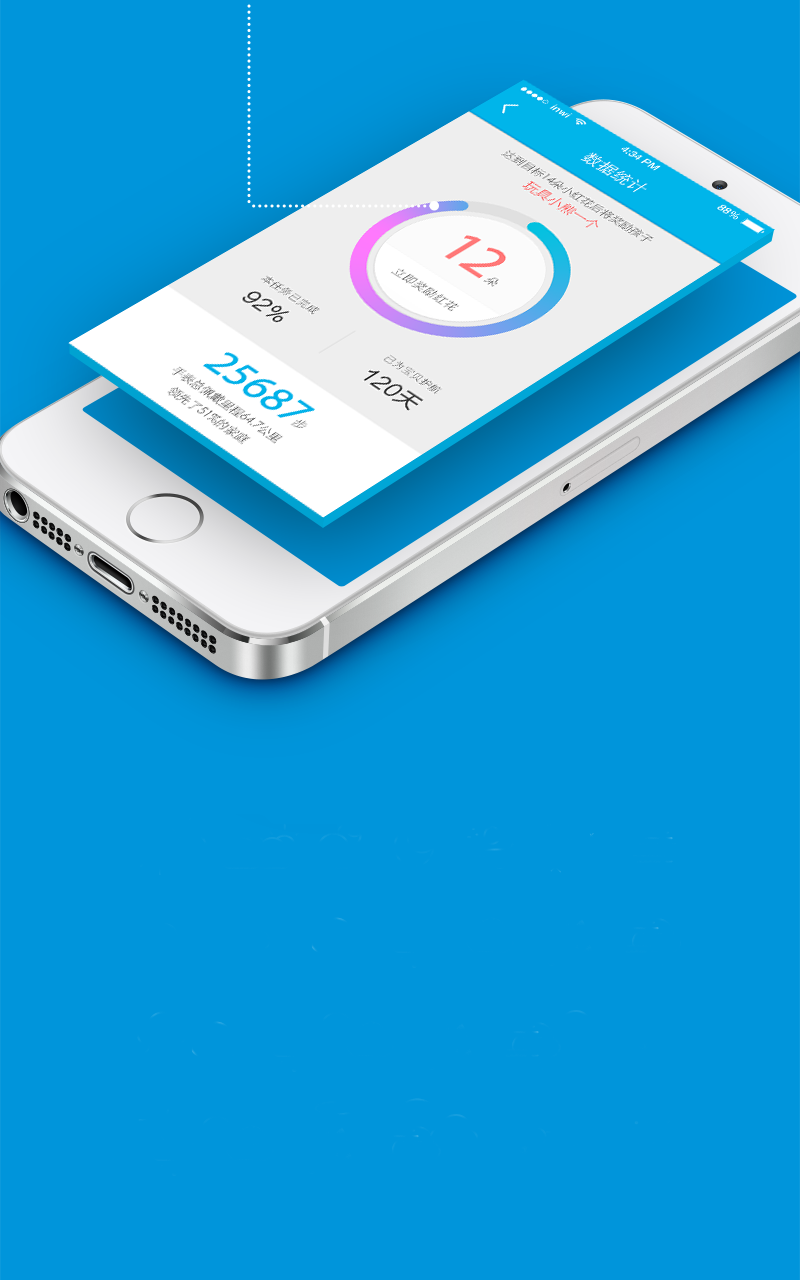 inwii
4:34 PM
88%
数据统计
达到目标14朵小红花后将奖励孩子
玩具小熊一个
12朵
立即奖励红花
本任务已完成
92%
已为宝贝护航
120天
25687步
手表总佩戴里程64.7公里
领先了51%的家庭